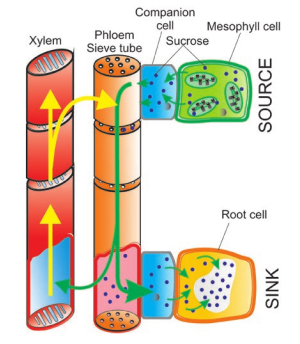 Xylem
Phloem
Sieve tube
Companion
cell
Sucrose
Mesophyll cell
SOURCE
Root cell
SINK